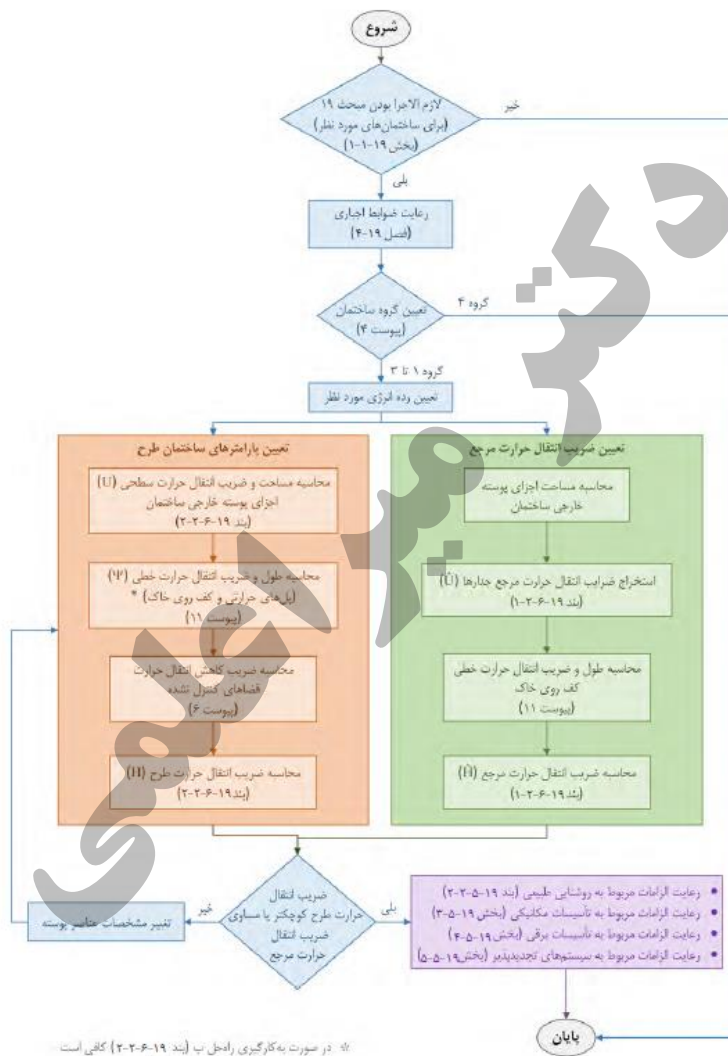 شروع
لازم الاجرا بودن مبحث ۱۹
(برای ساختمان‌های مورد نظر)
(بخش ۱۹-۱-۱)
خیر
بلی
رعایت ضوابط اجباری
(فصل ۱۹-۴)
تعیین گروه ساختمان
(پیوست ۴)
گروه ۴
گروه ۱ تا ۳
تعیین رده انرژی مورد نظر
تعیین ضریب انتقال حرارت مرجع
محاسبه مساحت اجزای پوسته
خارجی ساختمان
استخراج ضرایب انتقال حرارت مرجع جدارها (Û)
(بند ۱۹-۶-۲-۱)
محاسبه طول و ضریب انتقال حرارت خطی
کف روی خاک
(پیوست ۱۱)
محاسبه ضریب انتقال حرارت مرجع (Ĥ)
(بند ۱۹-۶-۲-۱)
تعیین پارامترهای ساختمان طرح
محاسبه مساحت و ضریب انتقال حرارت سطحی (U)
اجزای پوسته خارجی ساختمان
(بند ۱۹-۶-۲-۲)
محاسبه طول و ضریب انتقال حرارت خطی (Ψ)
(پل‌های حرارتی و کف روی خاک) *
(پیوست ۱۱)
محاسبه ضریب کاهش انتقال حرارت
فضاهای کنترل نشده
(پیوست ۶)
محاسبه ضریب انتقال حرارت طرح (H)
(بند ۱۹-۶-۲-۲)
ضریب انتقال
حرارت طرح کوچکتر یا مساوی
ضریب انتقال
حرارت مرجع
بلی
خیر
تغییر مشخصات عناصر پوسته
• رعایت الزامات مربوط به روشنایی طبیعی (بند ۱۹-۵-۲-۲)
• رعایت الزامات مربوط به تأسیسات مکانیکی (بخش ۱۹-۵-۳)
• رعایت الزامات مربوط به تأسیسات برقی (بخش ۱۹-۵-۴)
• رعایت الزامات مربوط به سیستم‌های تجدیدپذیر (بخش ۱۹-۵-۵)
پایان
* در صورت به‌کارگیری راه‌حل ب (بند ۱۹-۶-۲-۲) کافی است
دکتر میراعلمی